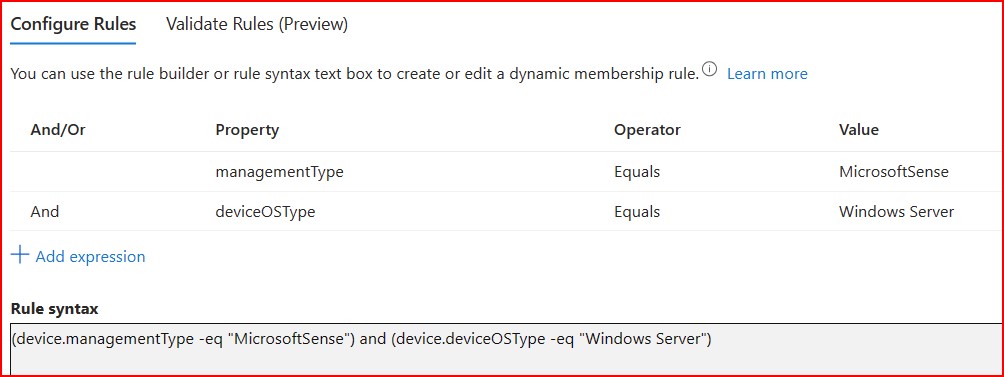 Configure Rules Validate Rules (Preview)
You can use the rule builder or rule syntax text box to create or edit a dynamic membership rule. Learn more
And/Or Property Operator Value
managementType Equals MicrosoftSense
And deviceOSType Equals Windows Server
+ Add expression
Rule syntax
(device.managementType -eq "MicrosoftSense") and (device.deviceOSType -eq "Windows Server")